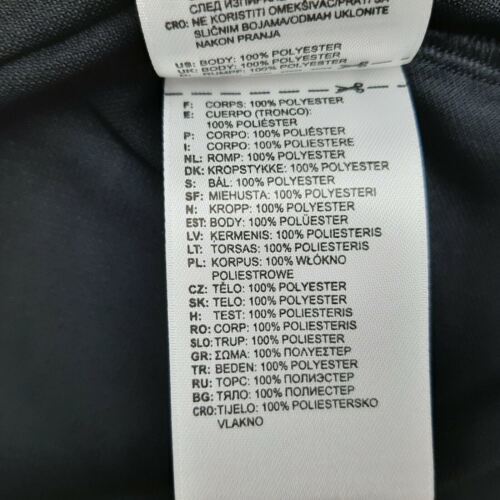 СЛЕД ИЗПИРАНЕ
CRO: NE KORISTITI OMEKŠIVAČ/PRATI SA
SLIČNIM BOJAMA/ODMAH UKLONITE
NAKON PRANJA
US: BODY: 100% POLYESTER
UK: BODY: 100% POLYESTER
D: RUMPF: 100% POLYESTER
F: CORPS: 100% POLYESTER
E: CUERPO (TRONCO):
100% POLIÉSTER
P: CORPO: 100% POLIÉSTER
I: CORPO: 100% POLIESTERE
NL: ROMP: 100% POLYESTER
DK: KROPSTYKKE: 100% POLYESTER
S: BÅL: 100% POLYESTER
SF: MIEHUSTA: 100% POLYESTERI
N: KROPP: 100% POLYESTER
EST: BODY: 100% POLÜESTER
LV: ĶERMENIS: 100% POLIESTERIS
LT: TORSAS: 100% POLIESTERIS
PL: KORPUS: 100% WŁÓKNO
POLIESTROWE
CZ: TĚLO: 100% POLYESTER
SK: TELO: 100% POLYESTER
H: TEST: 100% POLIESTERIS
RO: CORP: 100% POLIESTERIS
SLO: TRUP: 100% POLIESTER
GR: ΣΩΜΑ: 100% ΠΟΛΥΕΣΤΕΡ
TR: BEDEN: 100% POLYESTER
RU: ТОРС: 100% ПОЛИЭСТЕР
BG: ТЯЛО: 100% ПОЛИЕСТЕР
CRO: TIJELO: 100% POLIESTERSKO
VLAKNO